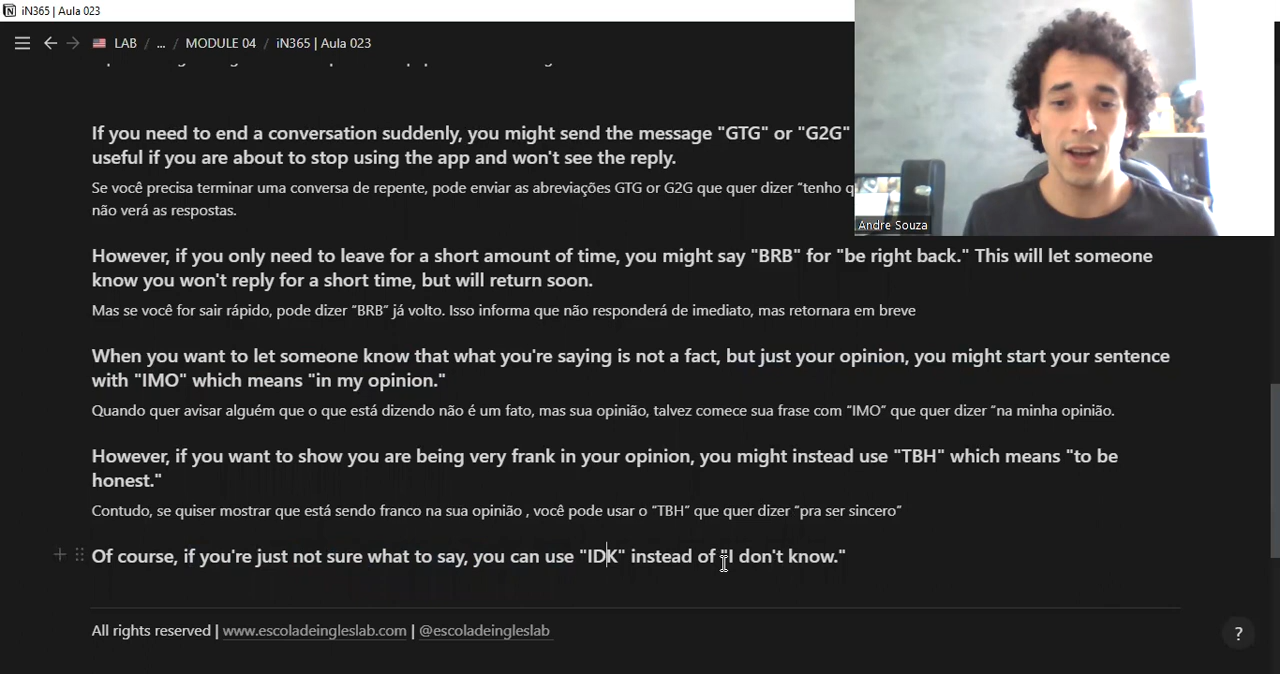 iN365 | Aula 023
LAB / ... / MODULE 04 / iN365 | Aula 023
If you need to end a conversation suddenly, you might send the message "GTG" or "G2G"
useful if you are about to stop using the app and won't see the reply.
Se você precisa terminar uma conversa de repente, pode enviar as abreviações GTG or G2G que quer dizer “tenho
não verá as respostas.
Andre Souza
However, if you only need to leave for a short amount of time, you might say "BRB" for "be right back." This will let someone
know you won't reply for a short time, but will return soon.
Mas se você for sair rápido, pode dizer “BRB” já volto. Isso informa que não responderá de imediato, mas retornara em breve
When you want to let someone know that what you're saying is not a fact, but just your opinion, you might start your sentence
with "IMO" which means "in my opinion."
Quando quer avisar alguém que o que está dizendo não é um fato, mas sua opinião, talvez comece sua frase com “IMO” que quer dizer “na minha opinião.
However, if you want to show you are being very frank in your opinion, you might instead use "TBH" which means "to be
honest."
Contudo, se quiser mostrar que está sendo franco na sua opinião , você pode usar o “TBH” que quer dizer “pra ser sincero”
Of course, if you're just not sure what to say, you can use "IDK" instead of "I don't know."
All rights reserved | www.escoladeingleslab.com | @escoladeingleslab
?